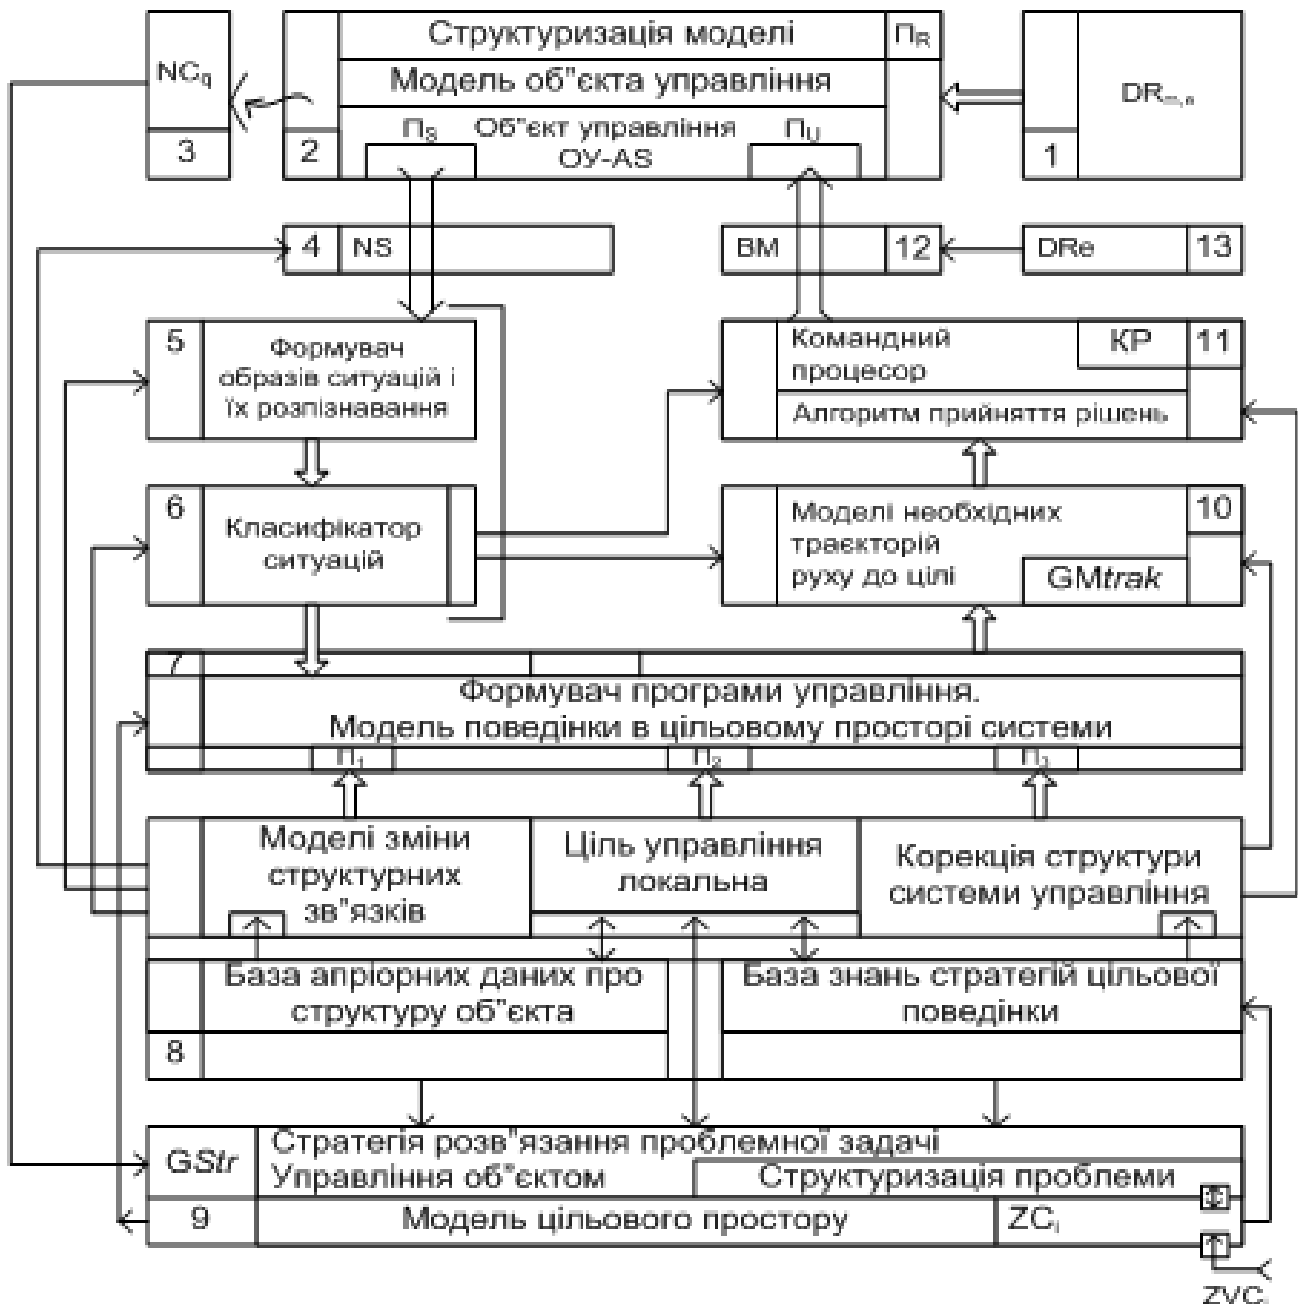 NCq
3
2
Структуризація моделі
ПR
Модель об"єкта управління
ПЗ
Об"єкт управління
ПU
ОУ-AS
1
DRm,n
4
NS
ВМ
12
DRe
13
5
Формувач
образів ситуацій і
їх розпізнавання
Командний
процесор
КР
11
Алгоритм прийняття рішень
6
Класифікатор
ситуацій
Моделі необхідних
траєкторій
руху до цілі
10
GMtrak
7
Формувач програми управління.
Модель поведінки в цільовому просторі системи
П1
П2
П3
Моделі зміни
структурних
зв"язків
Ціль управління
локальна
Корекція структури
системи управління
База апріорних даних про
структуру об"єкта
База знань стратегій цільової
поведінки
8
GStr
Стратегія розв"язання проблемної задачі
Управління об"єктом
Структуризація проблеми
9
Модель цільового простору
ZCi